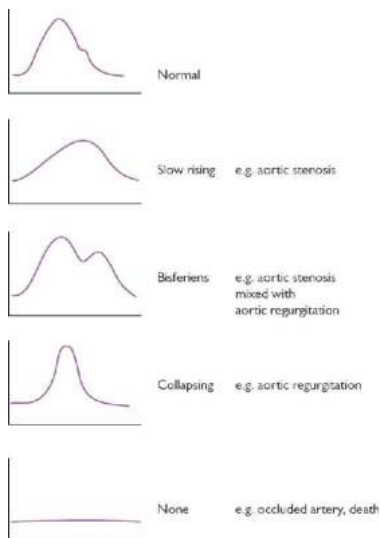 Normal
Slow rising e.g. aortic stenosis
Bisferiens e.g. aortic stenosis
mixed with
aortic regurgitation
Collapsing e.g. aortic regurgitation
None e.g. occluded artery, death